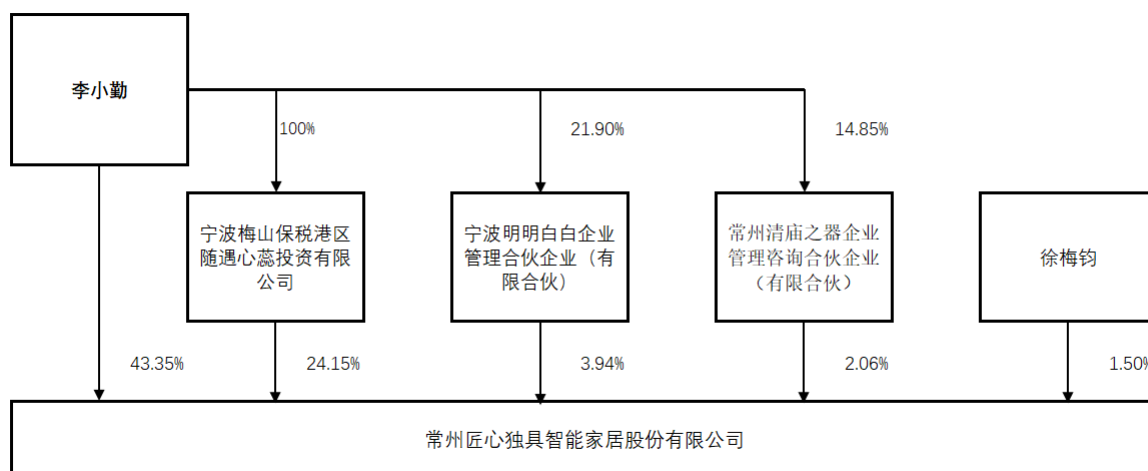 李小勤
100%
21.90%
14.85%
宁波梅山保税港区
随遇心蕊投资有限
公司
宁波明明白白企业
管理合伙企业（有
限合伙）
常州清庙之器企业
管理咨询合伙企业
（有限合伙）
徐梅钧
43.35%
24.15%
3.94%
2.06%
1.50%
常州匠心独具智能家居股份有限公司